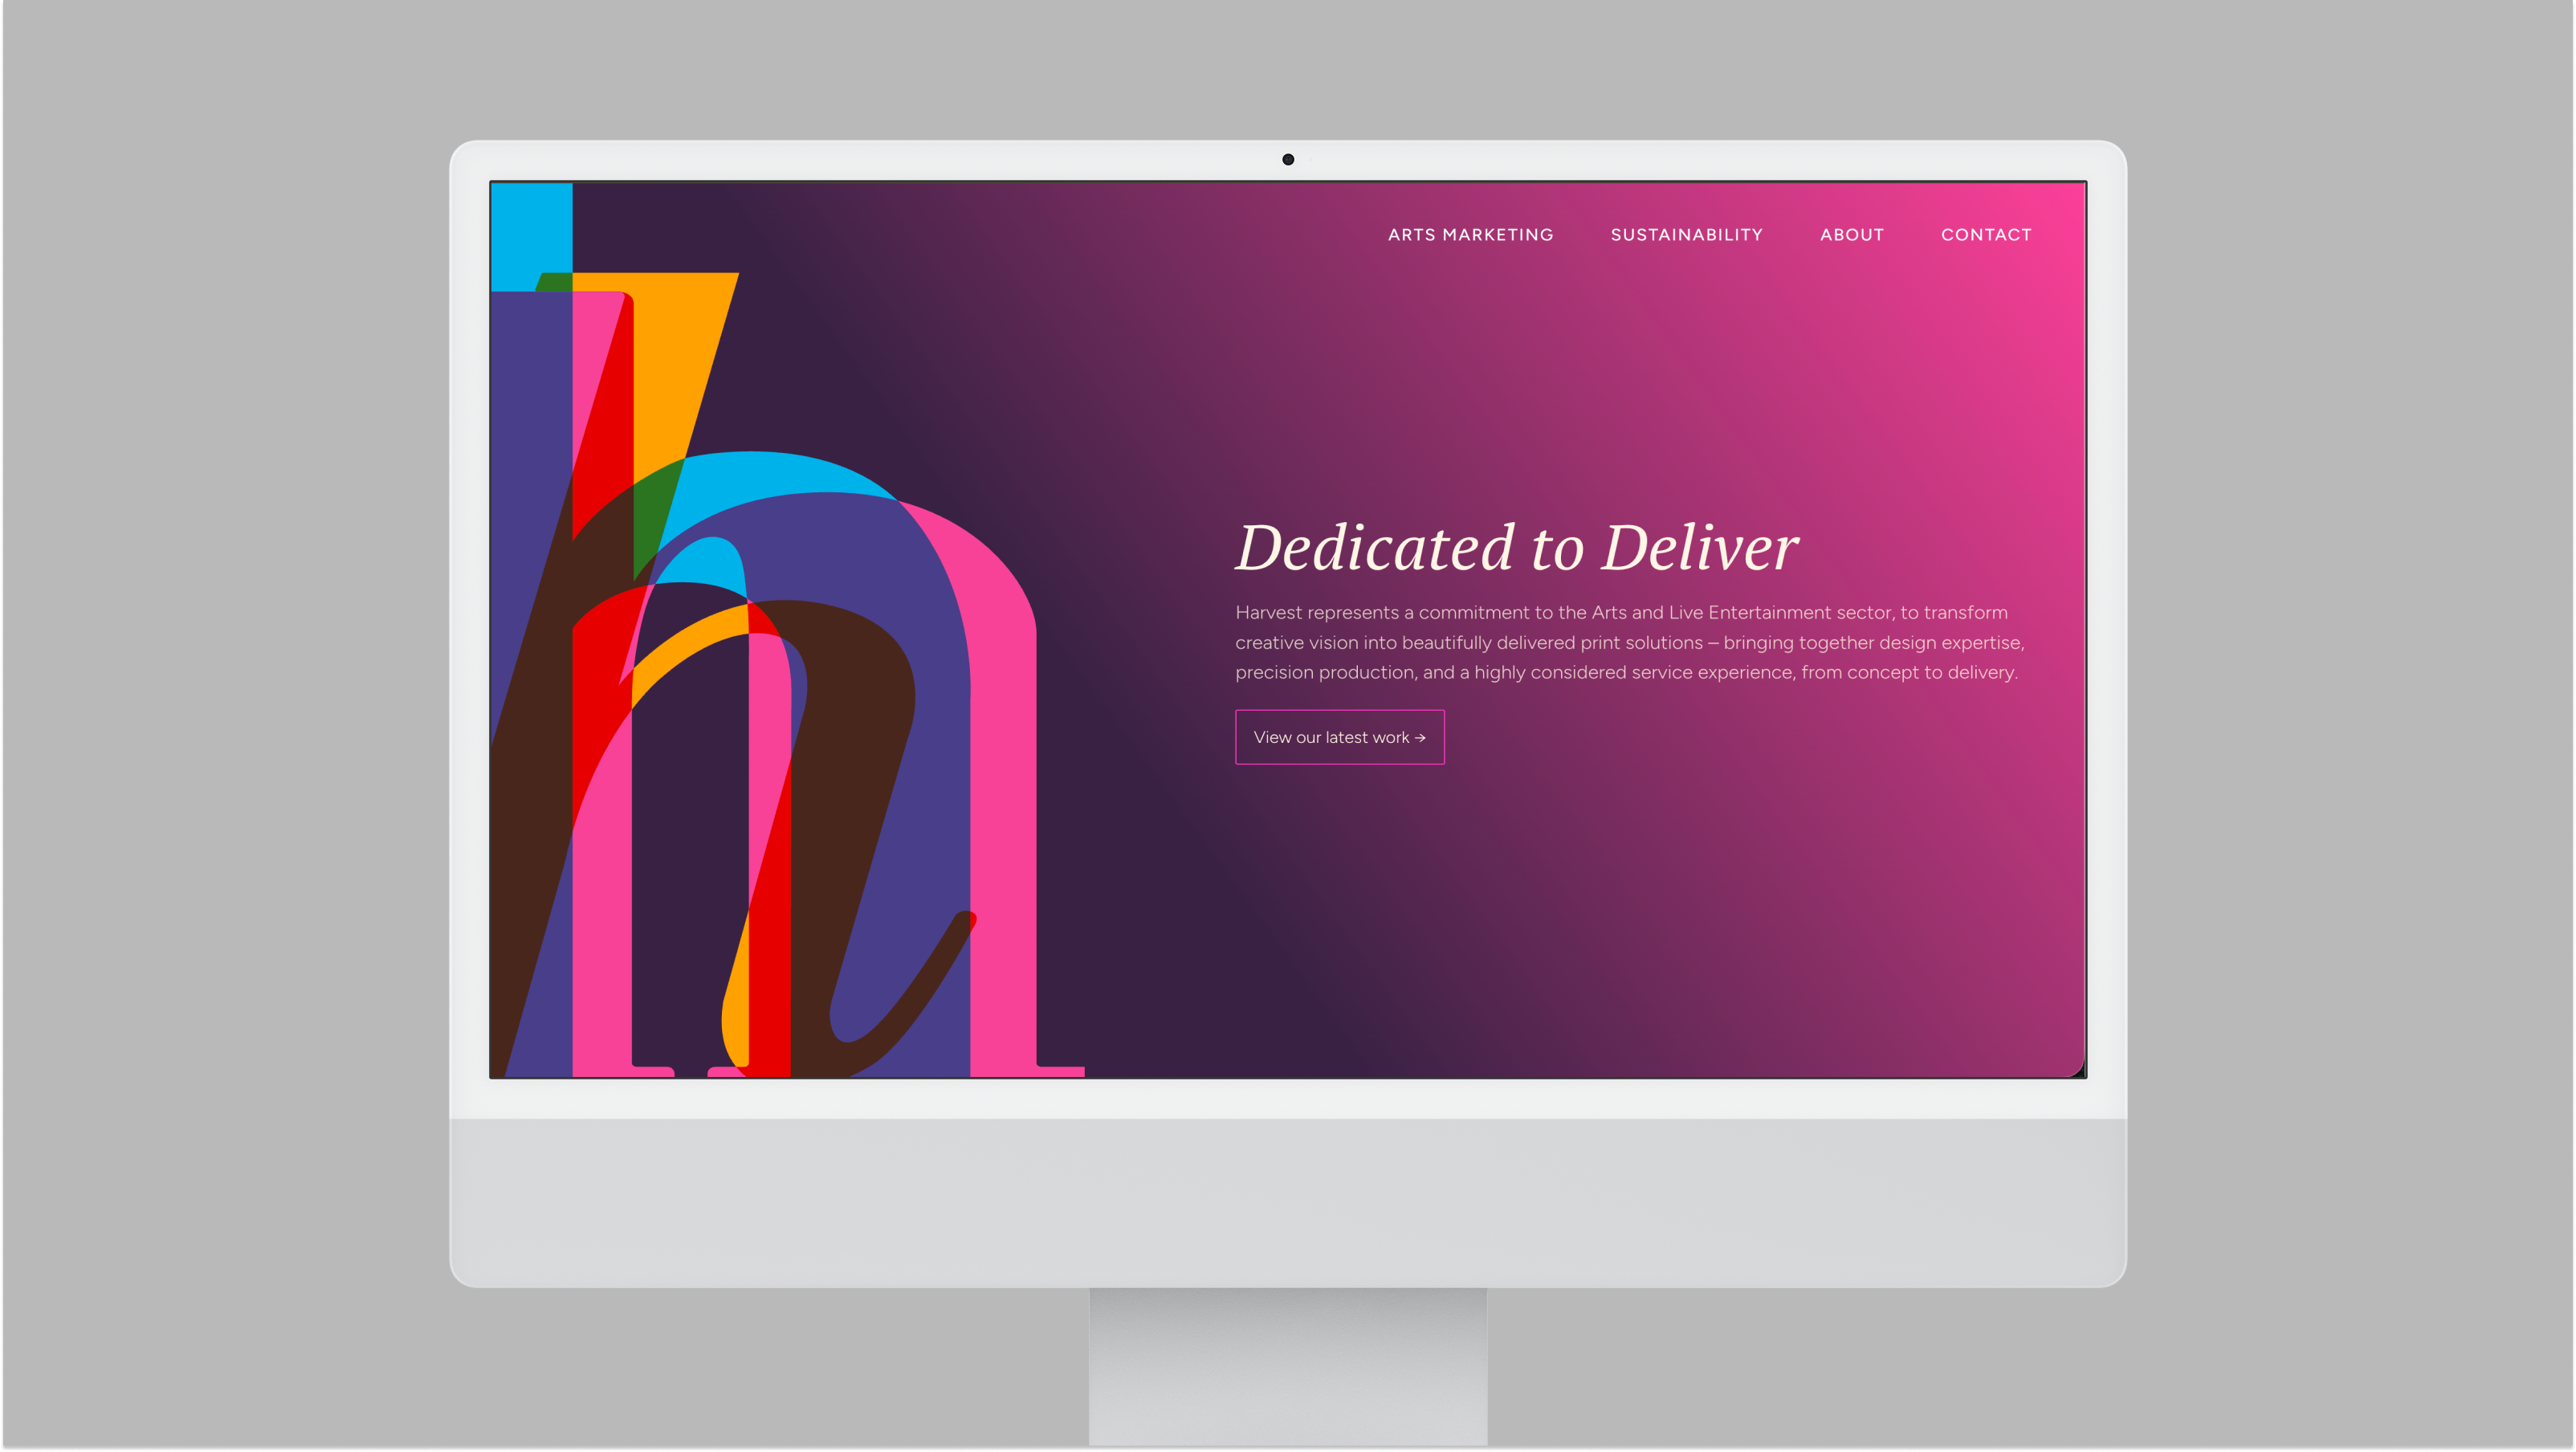 ARTS MARKETING SUSTAINABILITY ABOUT CONTACT
h
Dedicated to Deliver
Harvest represents a commitment to the Arts and Live Entertainment sector, to transform
creative vision into beautifully delivered print solutions – bringing together design expertise,
precision production, and a highly considered service experience, from concept to delivery.
View our latest work →